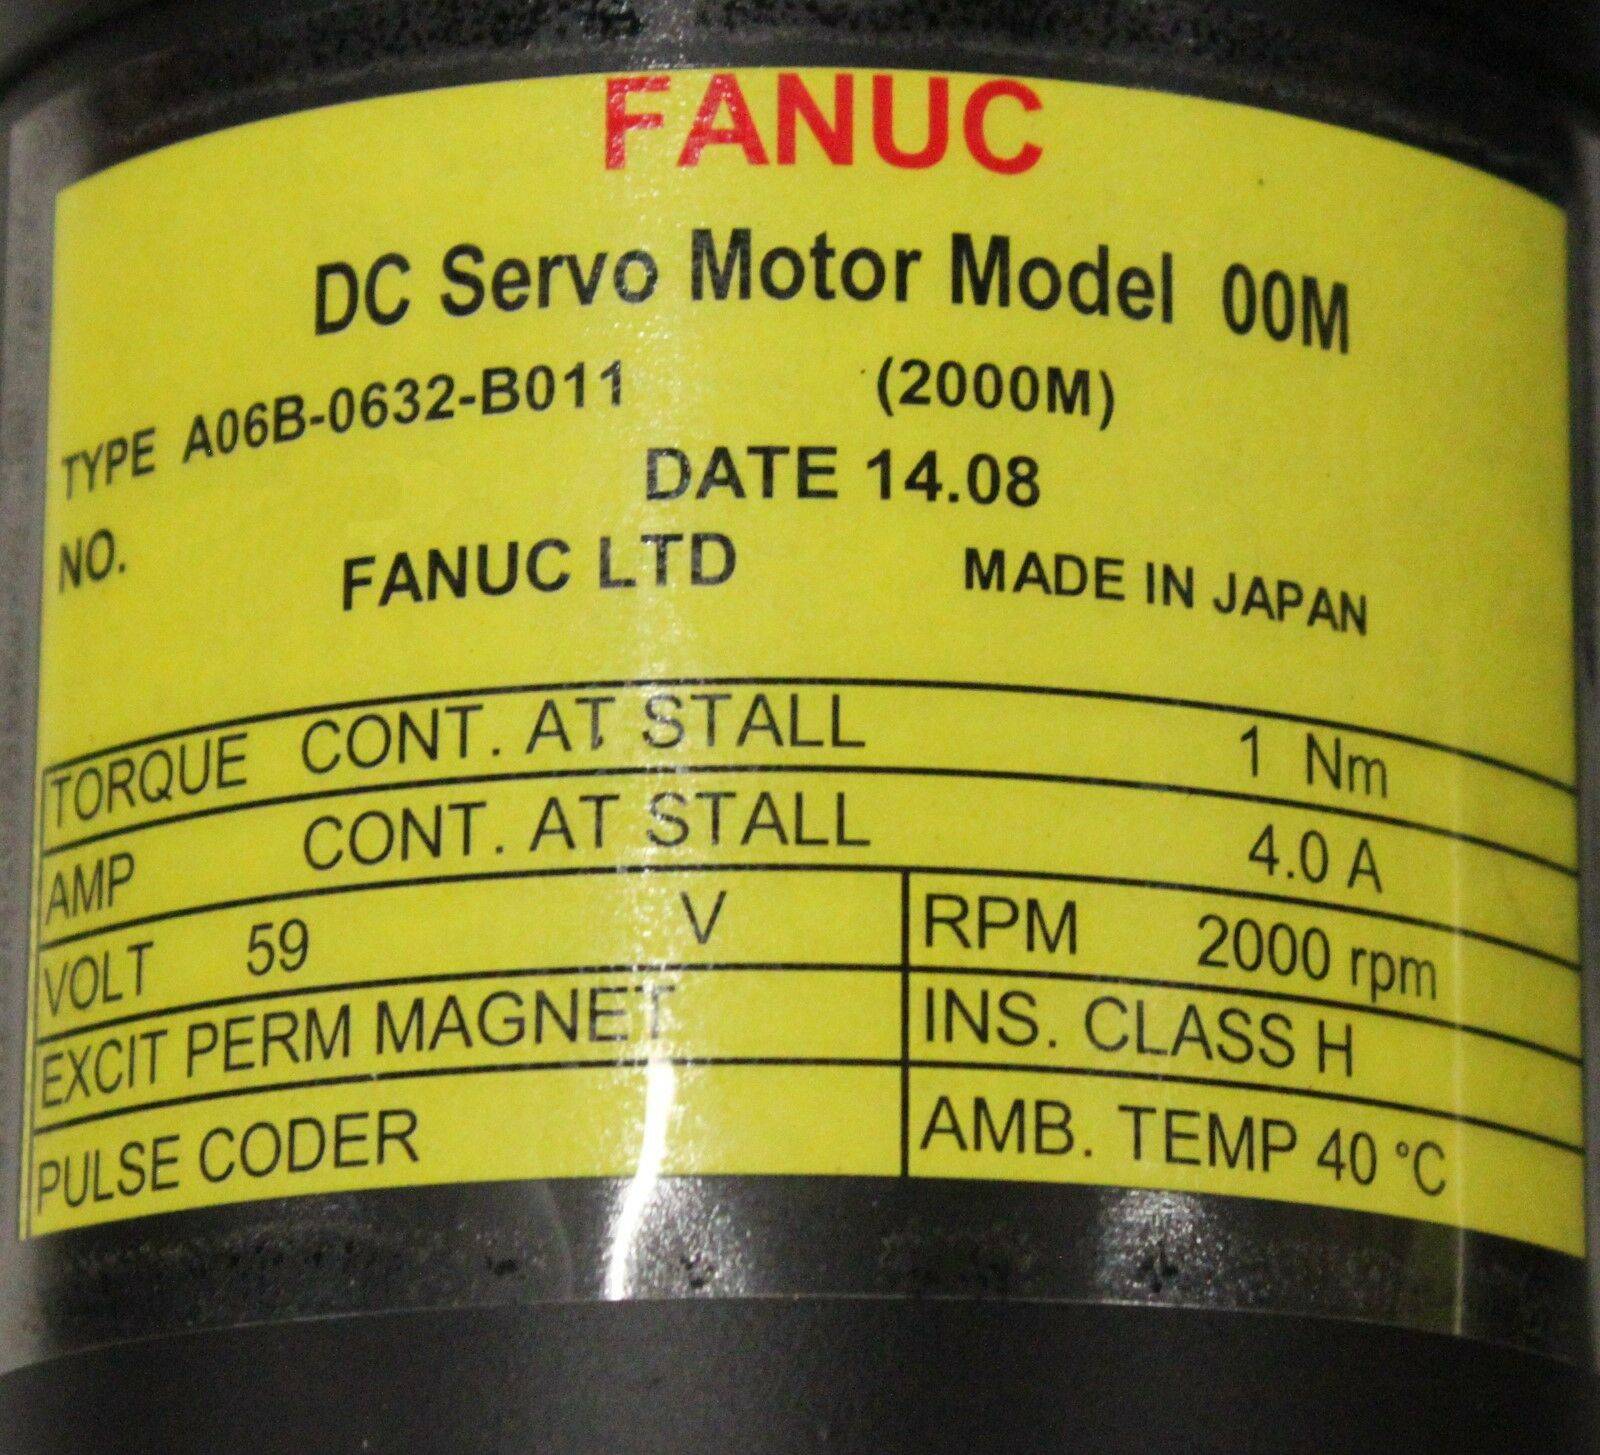 FANUC
DC Servo Motor Model 00M
TYPE A06B-0632-B011 (2000M)
DATE 14.08
NO.
FANUC LTD MADE IN JAPAN
TORQUE CONT. AT STALL 1 Nm
AMP CONT. AT STALL 4.0 A
VOLT 59 V RPM 2000 rpm
EXCIT PERM MAGNET INS. CLASS H
PULSE CODER AMB. TEMP 40 °C